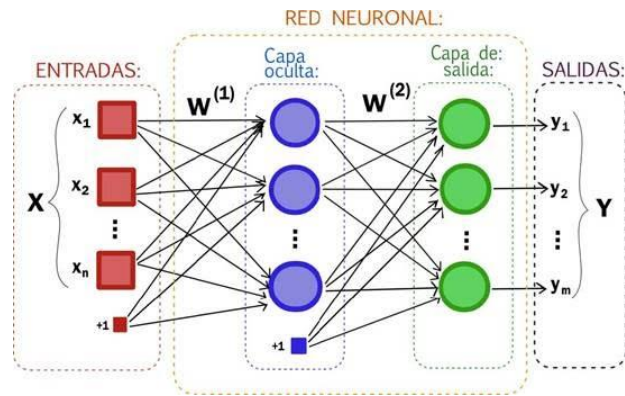 RED NEURONAL:
ENTRADAS:
Capa
oculta:
Capa de:
salida:
SALIDAS:
W(1)
W(2)
X
x1
x2
...
xn
+1
...
+1
...
y1
y2
...
ym
Y